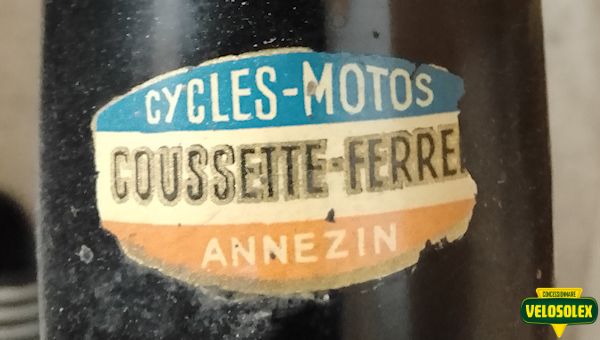 CYCLES-MOTOS
COUSSETTE-FERRE
ANNEZIN
CONCESSIONNAIRE
VELOSOLEX